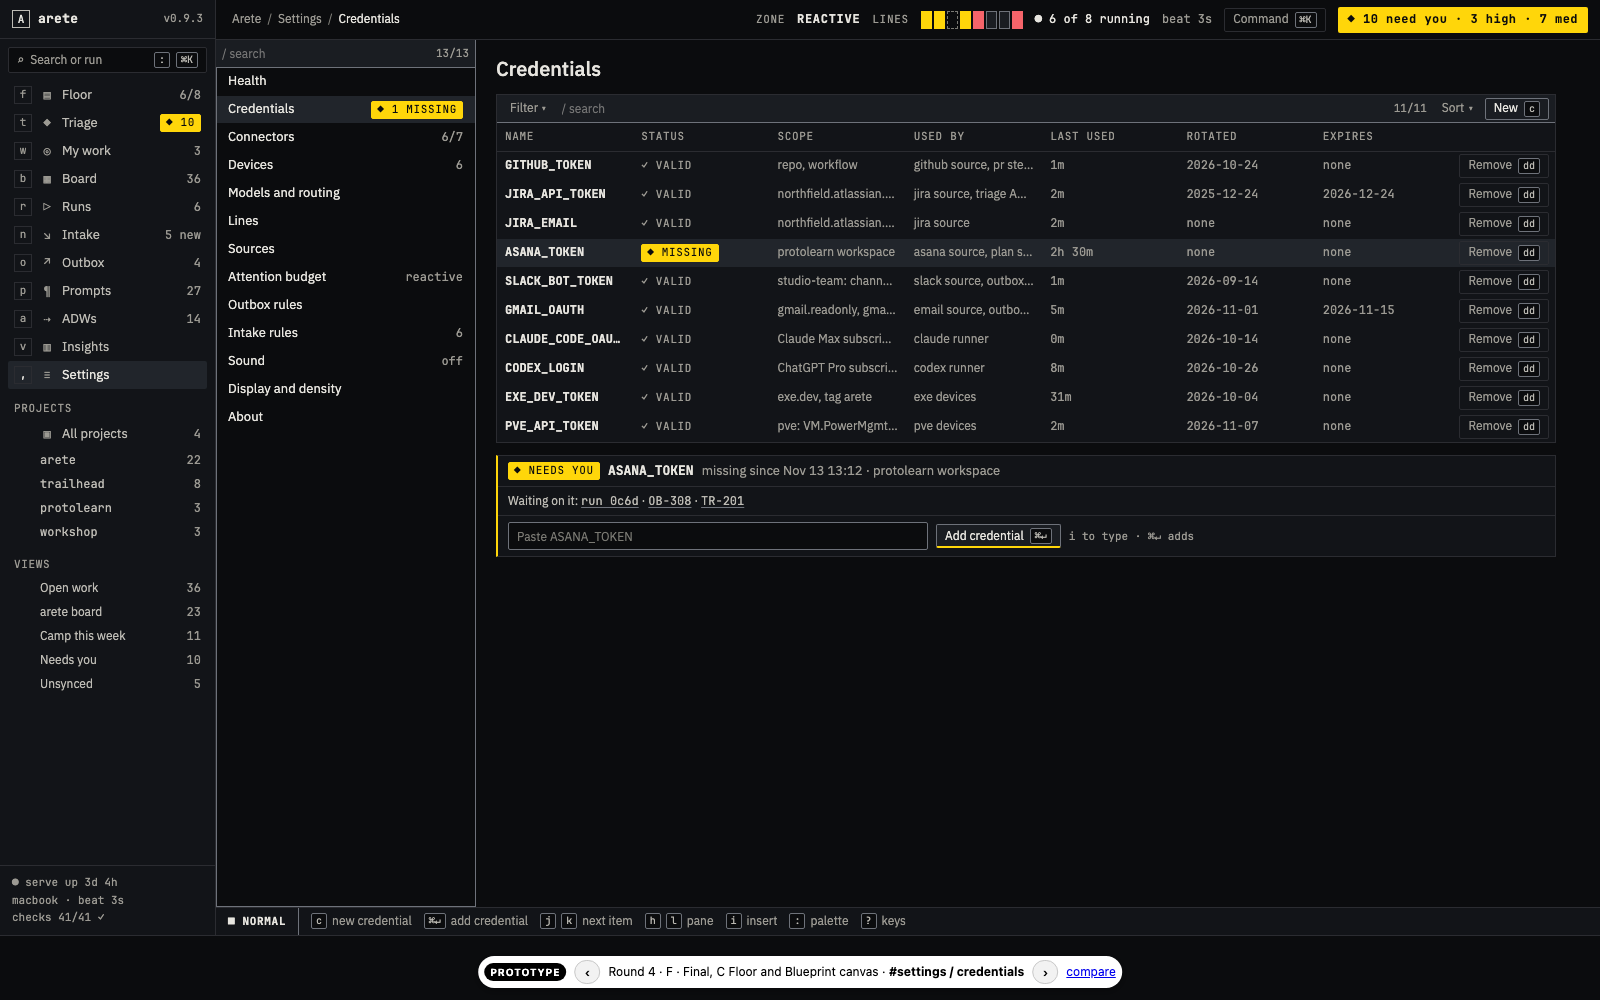 A arete v0.9.3
Search or run : ⌘K
f Floor 6/8
t Triage ◆ 10
w My work 3
b Board 36
r Runs 6
n Intake 5 new
o Outbox 4
p Prompts 27
a ADWs 14
v Insights
, Settings
PROJECTS
All projects 4
arete 22
trailhead 8
protolearn 3
workshop 3
VIEWS
Open work 36
arete board 23
Camp this week 11
Needs you 10
Unsynced 5
● serve up 3d 4h
macbook · beat 3s
checks 41/41 ✓
Arete / Settings / Credentials
ZONE REACTIVE LINES ● 6 of 8 running beat 3s Command ⌘K ◆ 10 need you · 3 high · 7 med
/ search 13/13
Health
Credentials ◆ 1 MISSING
Connectors 6/7
Devices 6
Models and routing
Lines
Sources
Attention budget reactive
Outbox rules
Intake rules 6
Sound off
Display and density
About
Credentials
Filter ▾ / search 11/11 Sort ▾ New c
NAME STATUS SCOPE USED BY LAST USED ROTATED EXPIRES
GITHUB_TOKEN ✓ VALID repo, workflow github source, pr ste… 1m 2026-10-24 none Remove dd
JIRA_API_TOKEN ✓ VALID northfield.atlassian.… jira source, triage A… 2m 2025-12-24 2026-12-24 Remove dd
JIRA_EMAIL ✓ VALID northfield.atlassian.… jira source 2m none none Remove dd
ASANA_TOKEN ◆ MISSING protolearn workspace asana source, plan s… 2h 30m none none Remove dd
SLACK_BOT_TOKEN ✓ VALID studio-team: chann… slack source, outbox… 1m 2026-09-14 none Remove dd
GMAIL_OAUTH ✓ VALID gmail.readonly, gma… email source, outbo… 5m 2026-11-01 2026-11-15 Remove dd
CLAUDE_CODE_OAU… ✓ VALID Claude Max subscri… claude runner 0m 2026-10-14 none Remove dd
CODEX_LOGIN ✓ VALID ChatGPT Pro subscri… codex runner 8m 2026-10-26 none Remove dd
EXE_DEV_TOKEN ✓ VALID exe.dev, tag arete exe devices 31m 2026-10-04 none Remove dd
PVE_API_TOKEN ✓ VALID pve: VM.PowerMgmt… pve devices 2m 2026-11-07 none Remove dd
◆ NEEDS YOU ASANA_TOKEN missing since Nov 13 13:12 · protolearn workspace
Waiting on it: run 0c6d · OB-308 · TR-201
Paste ASANA_TOKEN Add credential ⌘↵ i to type · ⌘↵ adds
■ NORMAL c new credential ⌘↵ add credential j k next item h l pane i insert : palette ? keys
PROTOTYPE ‹ Round 4 · F · Final, C Floor and Blueprint canvas · #settings / credentials › compare